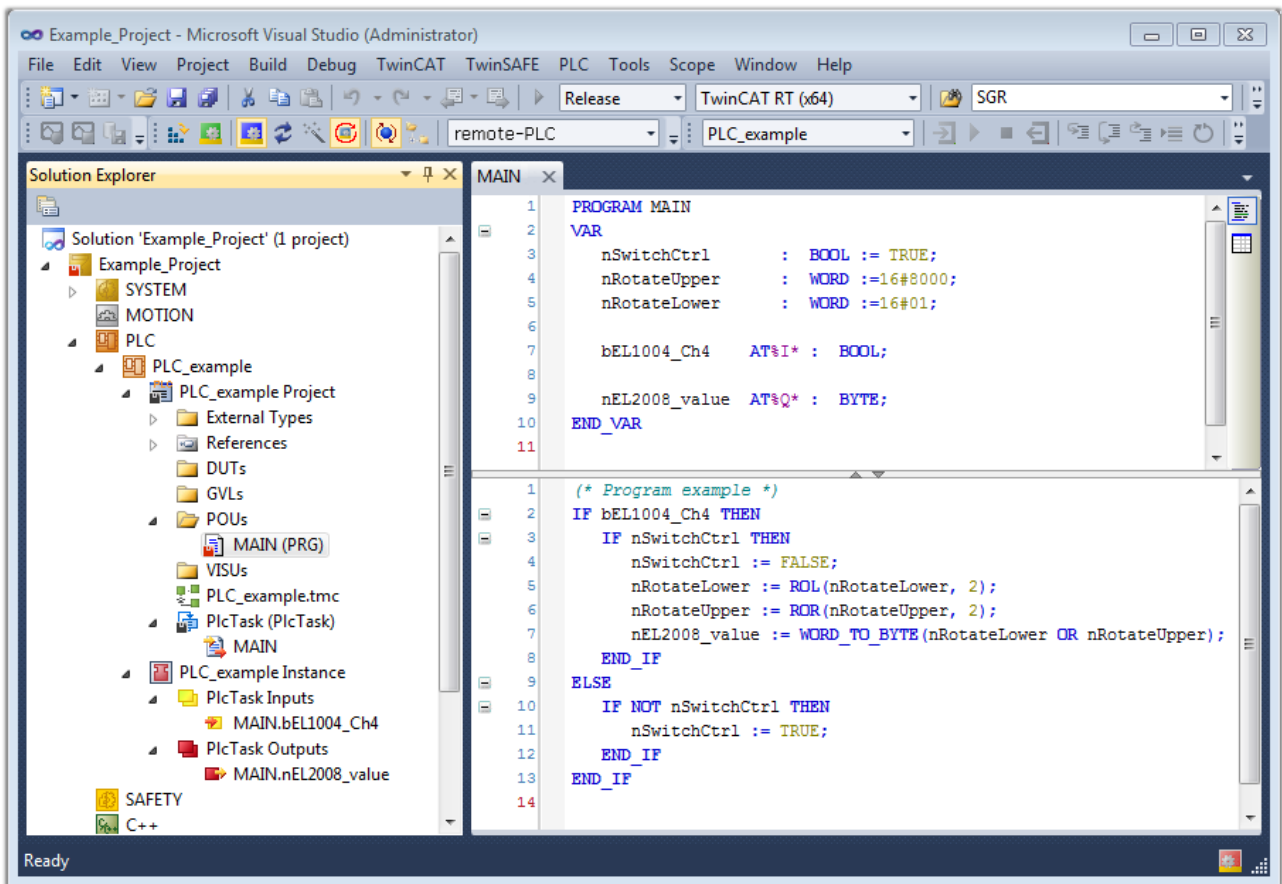 Example_Project - Microsoft Visual Studio (Administrator)
File Edit View Project Build Debug TwinCAT TwinSAFE PLC Tools Scope Window Help
Release TwinCAT RT (x64) SGR
remote-PLC PLC_example
Solution Explorer
Solution 'Example_Project' (1 project)
Example_Project
SYSTEM
MOTION
PLC
PLC_example
PLC_example Project
External Types
References
DUTs
GVLs
POUs
MAIN (PRG)
VISUs
PLC_example.tmc
PlcTask (PlcTask)
MAIN
PLC_example Instance
PlcTask Inputs
MAIN.bEL1004_Ch4
PlcTask Outputs
MAIN.nEL2008_value
SAFETY
C++
MAIN
1 PROGRAM MAIN
2 VAR
3 nSwitchCtrl : BOOL := TRUE;
4 nRotateUpper : WORD :=16#8000;
5 nRotateLower : WORD :=16#01;
6
7 bEL1004_Ch4 AT%I* : BOOL;
8
9 nEL2008_value AT%Q* : BYTE;
10 END_VAR
11
1 (* Program example *)
2 IF bEL1004_Ch4 THEN
3 IF nSwitchCtrl THEN
4 nSwitchCtrl := FALSE;
5 nRotateLower := ROL(nRotateLower, 2);
6 nRotateUpper := ROR(nRotateUpper, 2);
7 nEL2008_value := WORD_TO_BYTE(nRotateLower OR nRotateUpper);
8 END_IF
9 ELSE
10 IF NOT nSwitchCtrl THEN
11 nSwitchCtrl := TRUE;
12 END_IF
13 END_IF
14
Ready